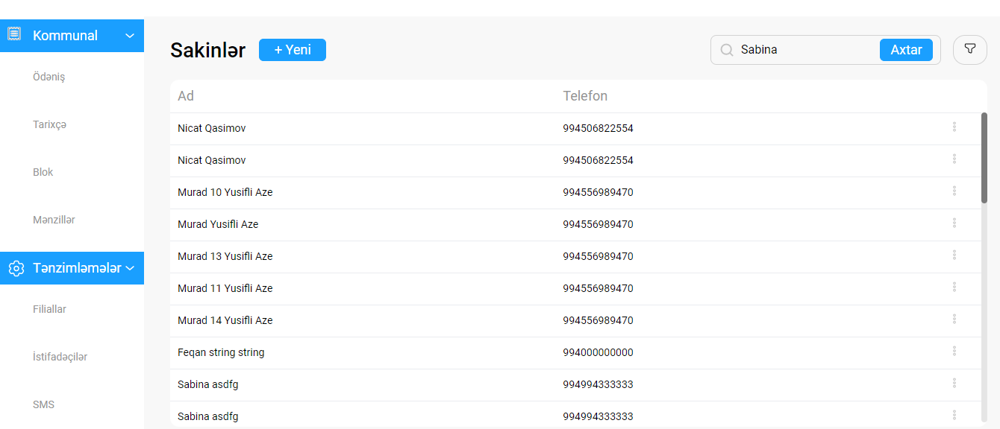 Kommunal
Ödəniş
Tarixçə
Blok
Mənzillər
Tənzimləmələr
Filiallar
İstifadəçilər
SMS
Sakinlər + Yeni Sabina Axtar
Ad Telefon
Nicat Qasimov 994506822554
Nicat Qasimov 994506822554
Murad 10 Yusifli Aze 994556989470
Murad Yusifli Aze 994556989470
Murad 13 Yusifli Aze 994556989470
Murad 11 Yusifli Aze 994556989470
Murad 14 Yusifli Aze 994556989470
Feqan string string 994000000000
Sabina asdfg 994994333333
Sabina asdfg 994994333333